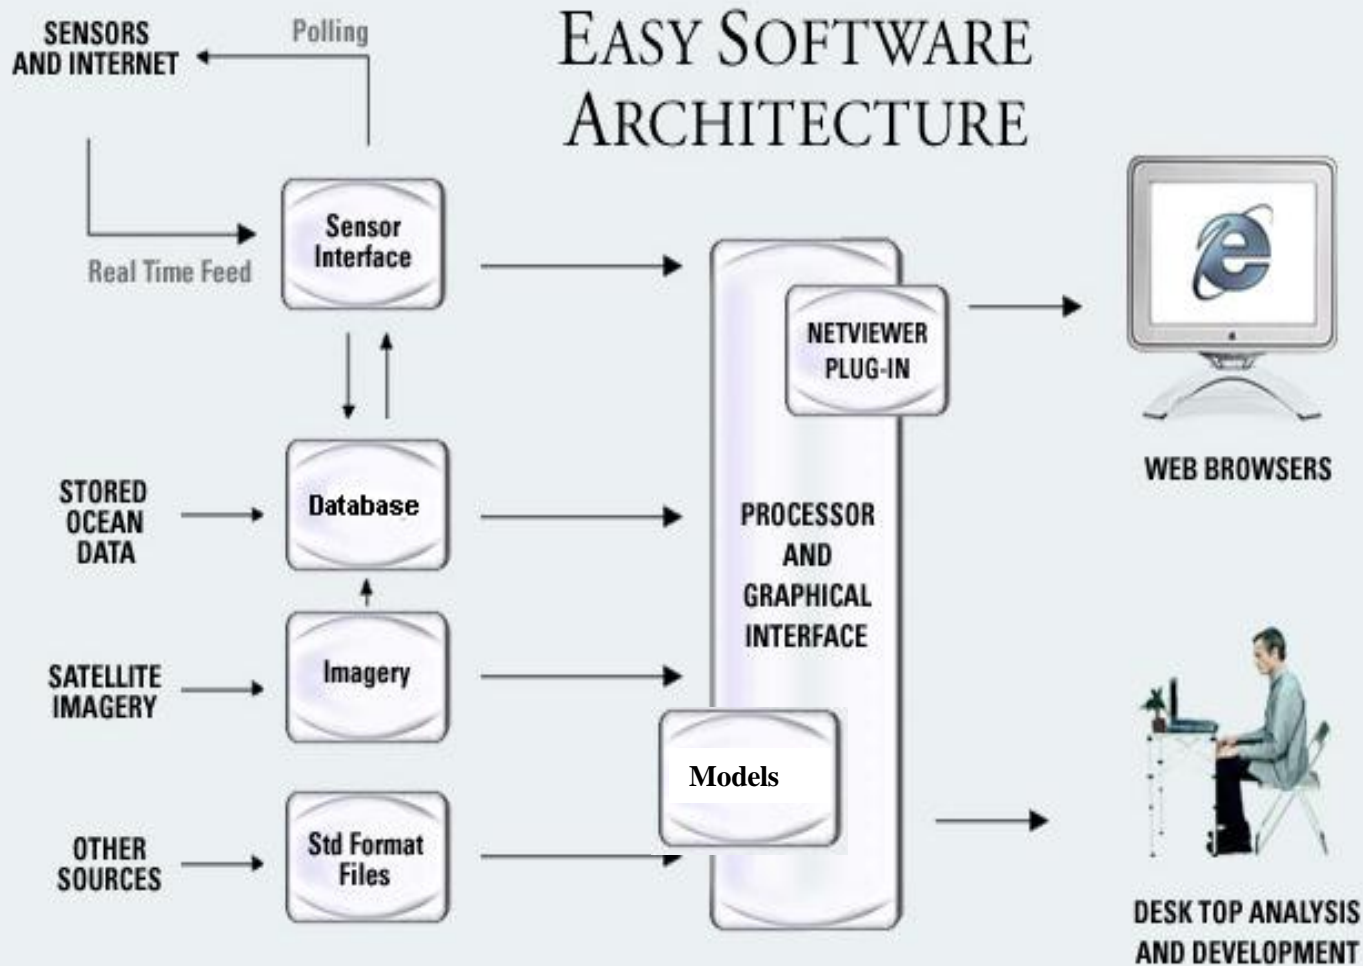 EASY SOFTWARE
ARCHITECTURE
SENSORS
AND INTERNET
Polling
Real Time Feed
Sensor
Interface
NETVIEWER
PLUG-IN
WEB BROWSERS
STORED
OCEAN
DATA
Database
PROCESSOR
AND
GRAPHICAL
INTERFACE
SATELLITE
IMAGERY
Imagery
Models
OTHER
SOURCES
Std Format
Files
DESK TOP ANALYSIS
AND DEVELOPMENT